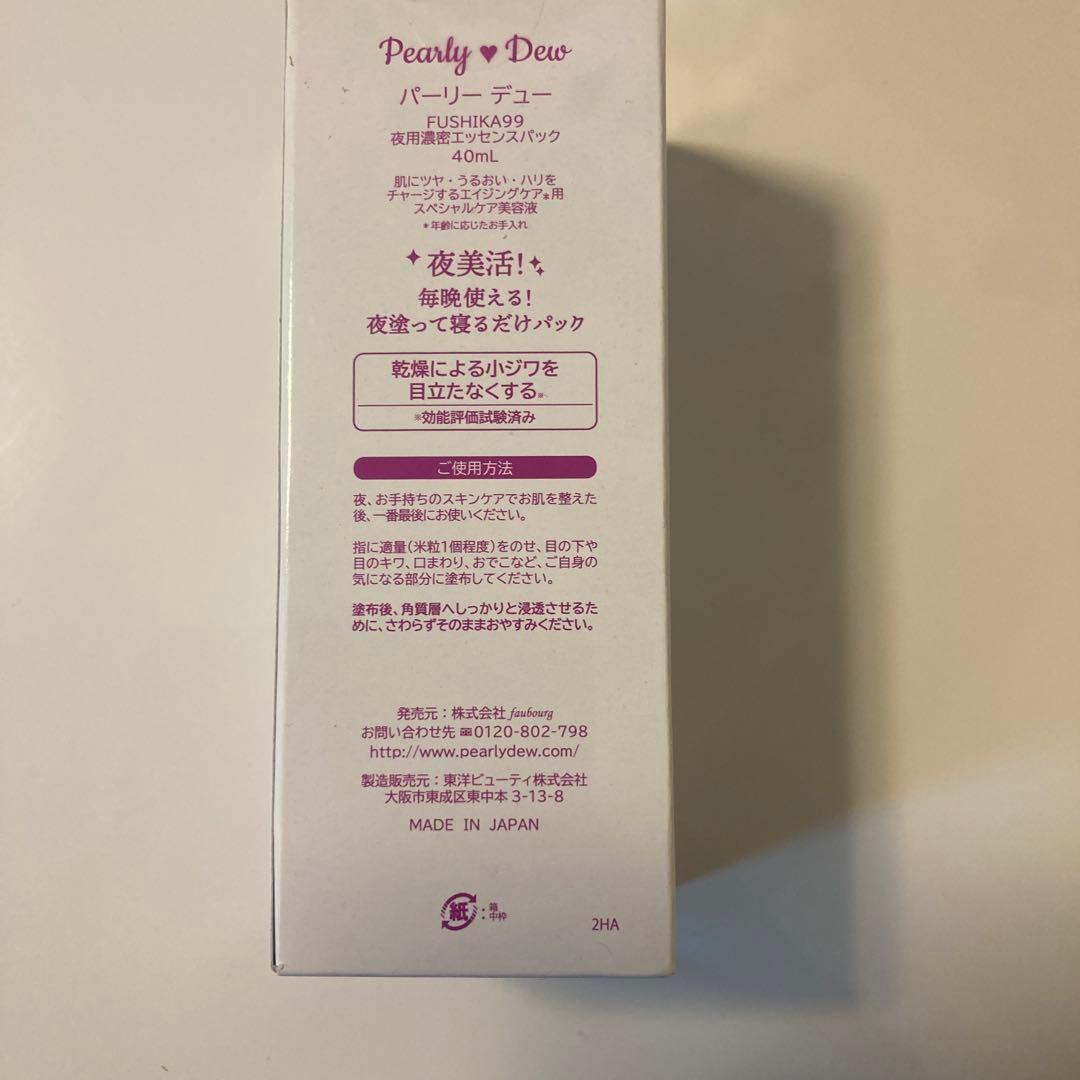 Pearly ♥ Dew
パーリー デュー
FUSHIKA99
夜用濃密エッセンスパック
40mL
肌にツヤ・うるおい・ハリを
チャージするエイジングケア*用
スペシャルケア美容液
*年齢に応じたお手入れ
夜美活!
毎晩使える!
夜塗って寝るだけパック
乾燥による小ジワを
目立たなくする※
※効能評価試験済み
ご使用方法
夜、お手持ちのスキンケアでお肌を整えた
後、一番最後にお使いください。
指に適量(米粒1個程度)をのせ、目の下や
目のキワ、口まわり、おでこなど、ご自身の
気になる部分に塗布してください。
塗布後、角質層へしっかりと浸透させるた
めに、さわらずそのままおやすみください。
発売元:株式会社 faubourg
お問い合わせ先 0120-802-798
http://www.pearlydew.com/
製造販売元:東洋ビューティ株式会社
大阪市東成区東中本 3-13-8
MADE IN JAPAN
紙:箱
中枠
2HA